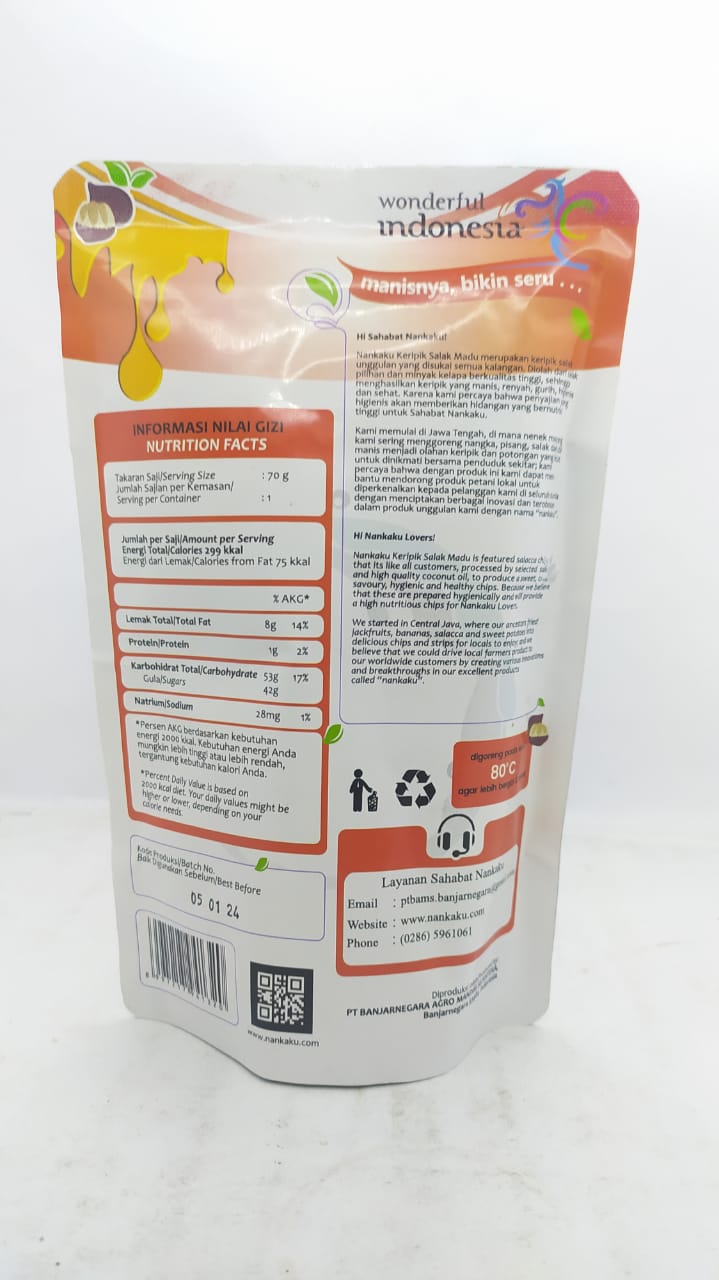 wonderful
indonesia
manisnya, bikin seru ...
Hi Sahabat Nankaku!
Nankaku Keripik Salak Madu merupakan keripik salak
unggulan yang disukai semua kalangan. Diolah dari
pilihan dan minyak kelapa berkualitas tinggi, sehingga
menghasilkan keripik yang manis, renyah, gurih,
dan sehat. Karena kami percaya bahwa penyajian yang
higienis akan memberikan hidangan yang bernutrisi
tinggi untuk Sahabat Nankaku.
Kami memulai di Jawa Tengah, di mana nenek
kami sering menggoreng nangka, pisang, salak
manis menjadi olahan keripik dan potongan yang
untuk dinikmati bersama penduduk sekitar; kami
percaya bahwa dengan produk ini kami dapat
bantu mendorong produk petani lokal untuk
diperkenalkan kepada pelanggan kami di seluruh
dengan menciptakan berbagai inovasi dan
dalam produk unggulan kami dengan nama "nankaku".
Hi Nankaku Lovers!
Nankaku Keripik Salak Madu is featured salacca
that its like all customers, processed by selected
and high quality coconut oil, to produce a sweet,
savoury, hygienic and healthy chips. Because we believe
that these are prepared hygienically and will provide
a high nutritious chips for Nankaku Lover.
We started in Central Java, where our ancestors fried
jackfruits, bananas, salacca and sweet potatoes into
delicious chips and strips for locals to enjoy; and we
believe that we could drive local farmers product to
our worldwide customers by creating various innovations
and breakthroughs in our excellent products
called "nankaku".
INFORMASI NILAI GIZI
NUTRITION FACTS
Takaran Saji/Serving Size : 70 g
Jumlah Sajian per Kemasan/
Serving per Container : 1
Jumlah per Saji/Amount per Serving
Energi Total/Calories 299 kkal
Energi dari Lemak/Calories from Fat 75 kkal
% AKG*
Lemak Total/Total Fat 8g 14%
Protein/Protein 1g 2%
Karbohidrat Total/Carbohydrate 53g 17%
Gula/Sugars 42g
Natrium/Sodium 28mg 1%
*Persen AKG berdasarkan kebutuhan
energi 2000 kkal. Kebutuhan energi Anda
mungkin lebih tinggi atau lebih rendah,
tergantung kebutuhan kalori Anda.
*Percent Daily Value is based on
2000 kcal diet. Your daily values might be
higher or lower, depending on your
calorie needs.
digoreng pada
80°C
agar lebih
Kode Produksi/Batch No.
Baik Digunakan Sebelum/Best Before
05 01 24
Layanan Sahabat Nankaku
Email : ptbams.banjarnegara@gmail.com
Website : www.nankaku.com
Phone : (0286) 5961061
www.nankaku.com
PT BANJARNEGARA AGRO
Banjarnegara